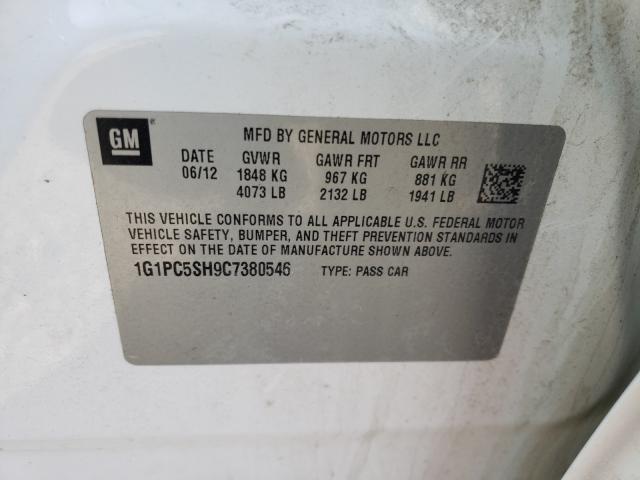 GM
MFD BY GENERAL MOTORS LLC
DATE GVWR GAWR FRT GAWR RR
06/12 1848 KG 967 KG 881 KG
4073 LB 2132 LB 1941 LB
THIS VEHICLE CONFORMS TO ALL APPLICABLE U.S. FEDERAL MOTOR
VEHICLE SAFETY, BUMPER, AND THEFT PREVENTION STANDARDS IN
EFFECT ON THE DATE OF MANUFACTURE SHOWN ABOVE.
1G1PC5SH9C7380546 TYPE: PASS CAR